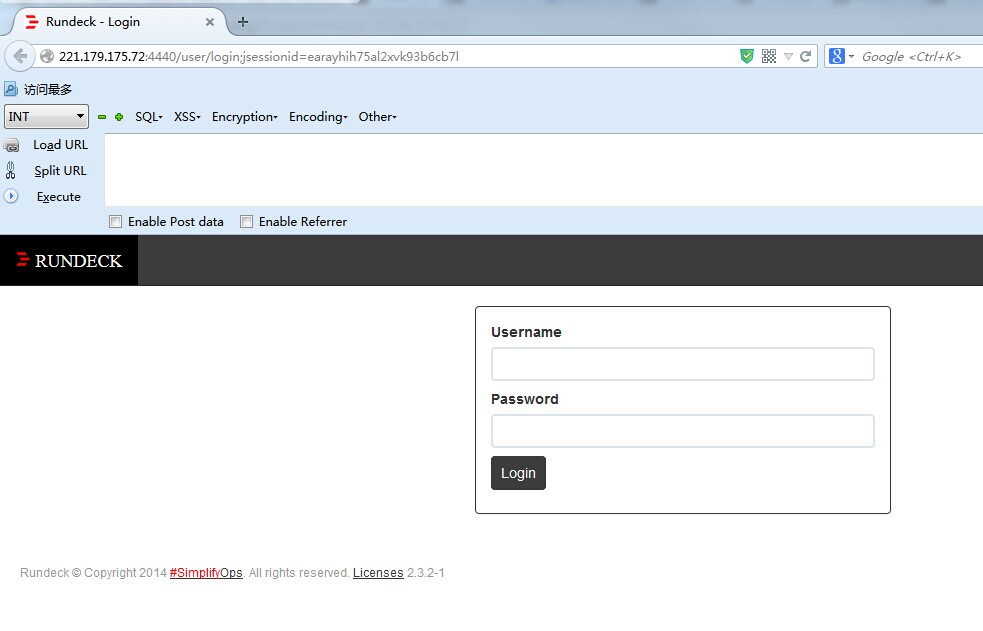 Rundeck - Login
221.179.175.72:4440/user/login;jsessionid=earayhih75al2xvk93b6cb7l
Google <Ctrl+K>
访问最多
INT SQL XSS Encryption Encoding Other
Load URL
Split URL
Execute
Enable Post data Enable Referrer
RUNDECK
Username
Password
Login
Rundeck © Copyright 2014 #SimplifyOps. All rights reserved. Licenses 2.3.2-1